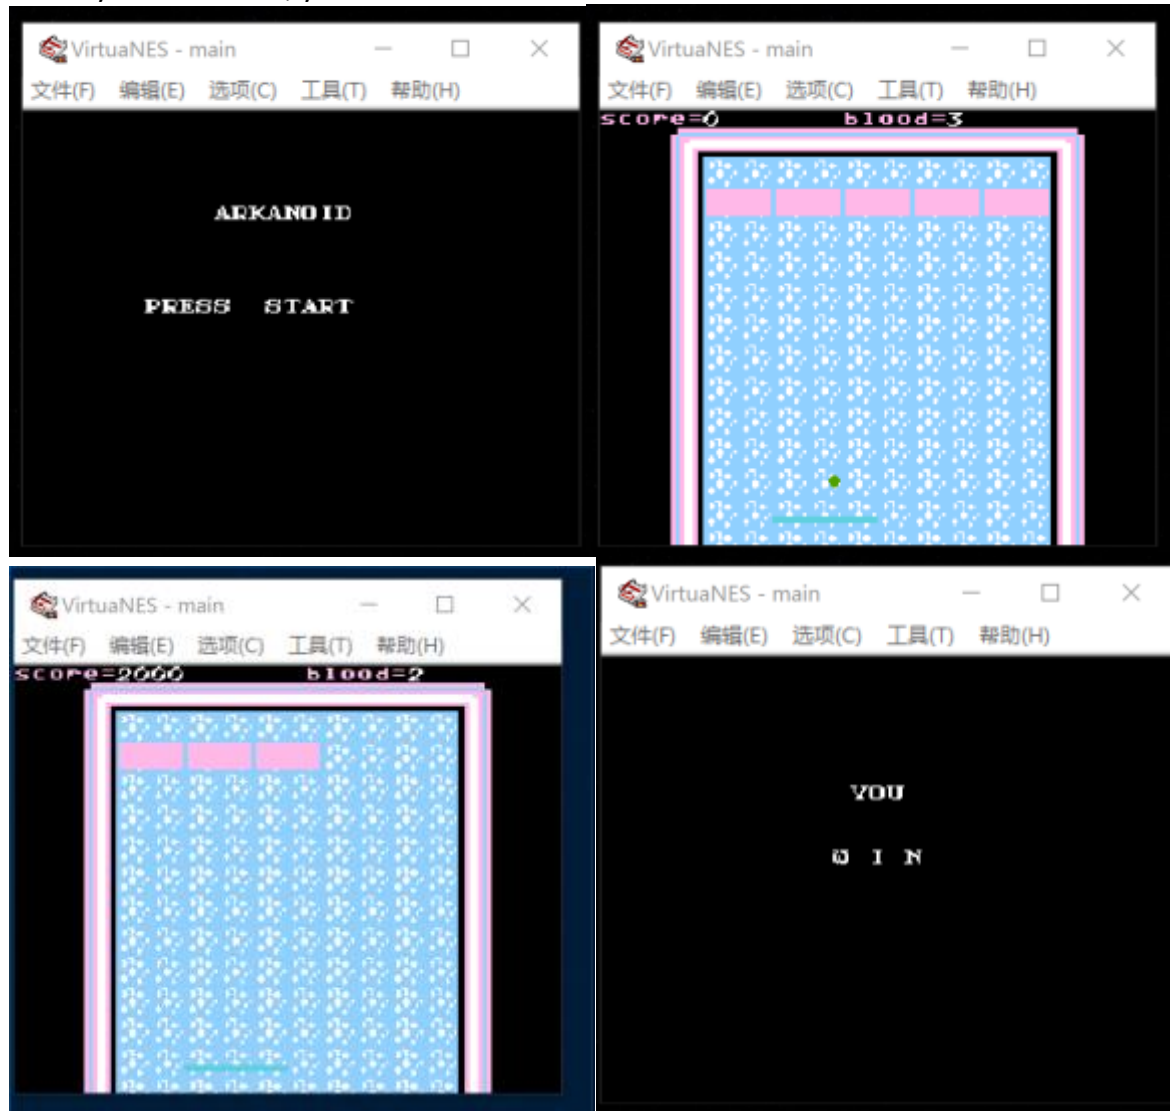 VirtuaNES - main
文件(F) 编辑(E) 选项(C) 工具(T) 帮助(H)
ARKANOID
PRESS START
VirtuaNES - main
文件(F) 编辑(E) 选项(C) 工具(T) 帮助(H)
score=0 blood=3
VirtuaNES - main
文件(F) 编辑(E) 选项(C) 工具(T) 帮助(H)
score=2000 blood=2
VirtuaNES - main
文件(F) 编辑(E) 选项(C) 工具(T) 帮助(H)
YOU
W I N